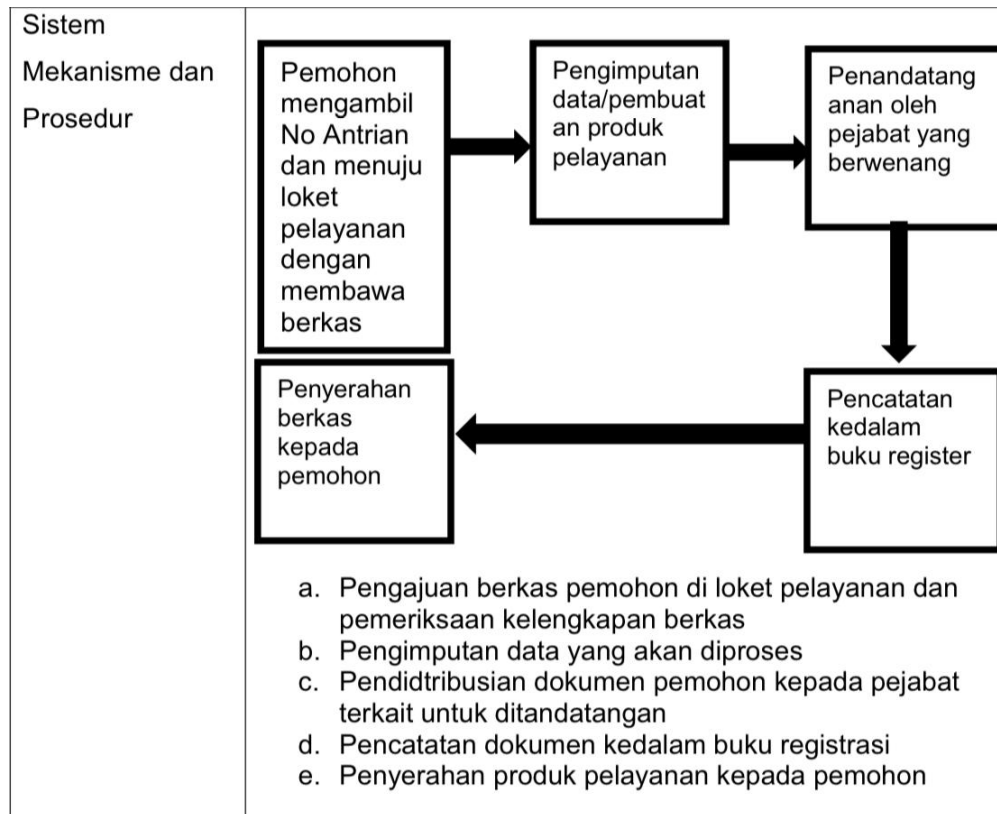 Sistem
Mekanisme dan
Prosedur
Pemohon
mengambil
No Antrian
dan menuju
loket
pelayanan
dengan
membawa
berkas
Pengimputan
data/pembuat
an produk
pelayanan
Penandatang
anan oleh
pejabat yang
berwenang
Pencatatan
kedalam
buku register
Penyerahan
berkas
kepada
pemohon
a. Pengajuan berkas pemohon di loket pelayanan dan
pemeriksaan kelengkapan berkas
b. Pengimputan data yang akan diproses
c. Pendidtribusian dokumen pemohon kepada pejabat
terkait untuk ditandatangan
d. Pencatatan dokumen kedalam buku registrasi
e. Penyerahan produk pelayanan kepada pemohon